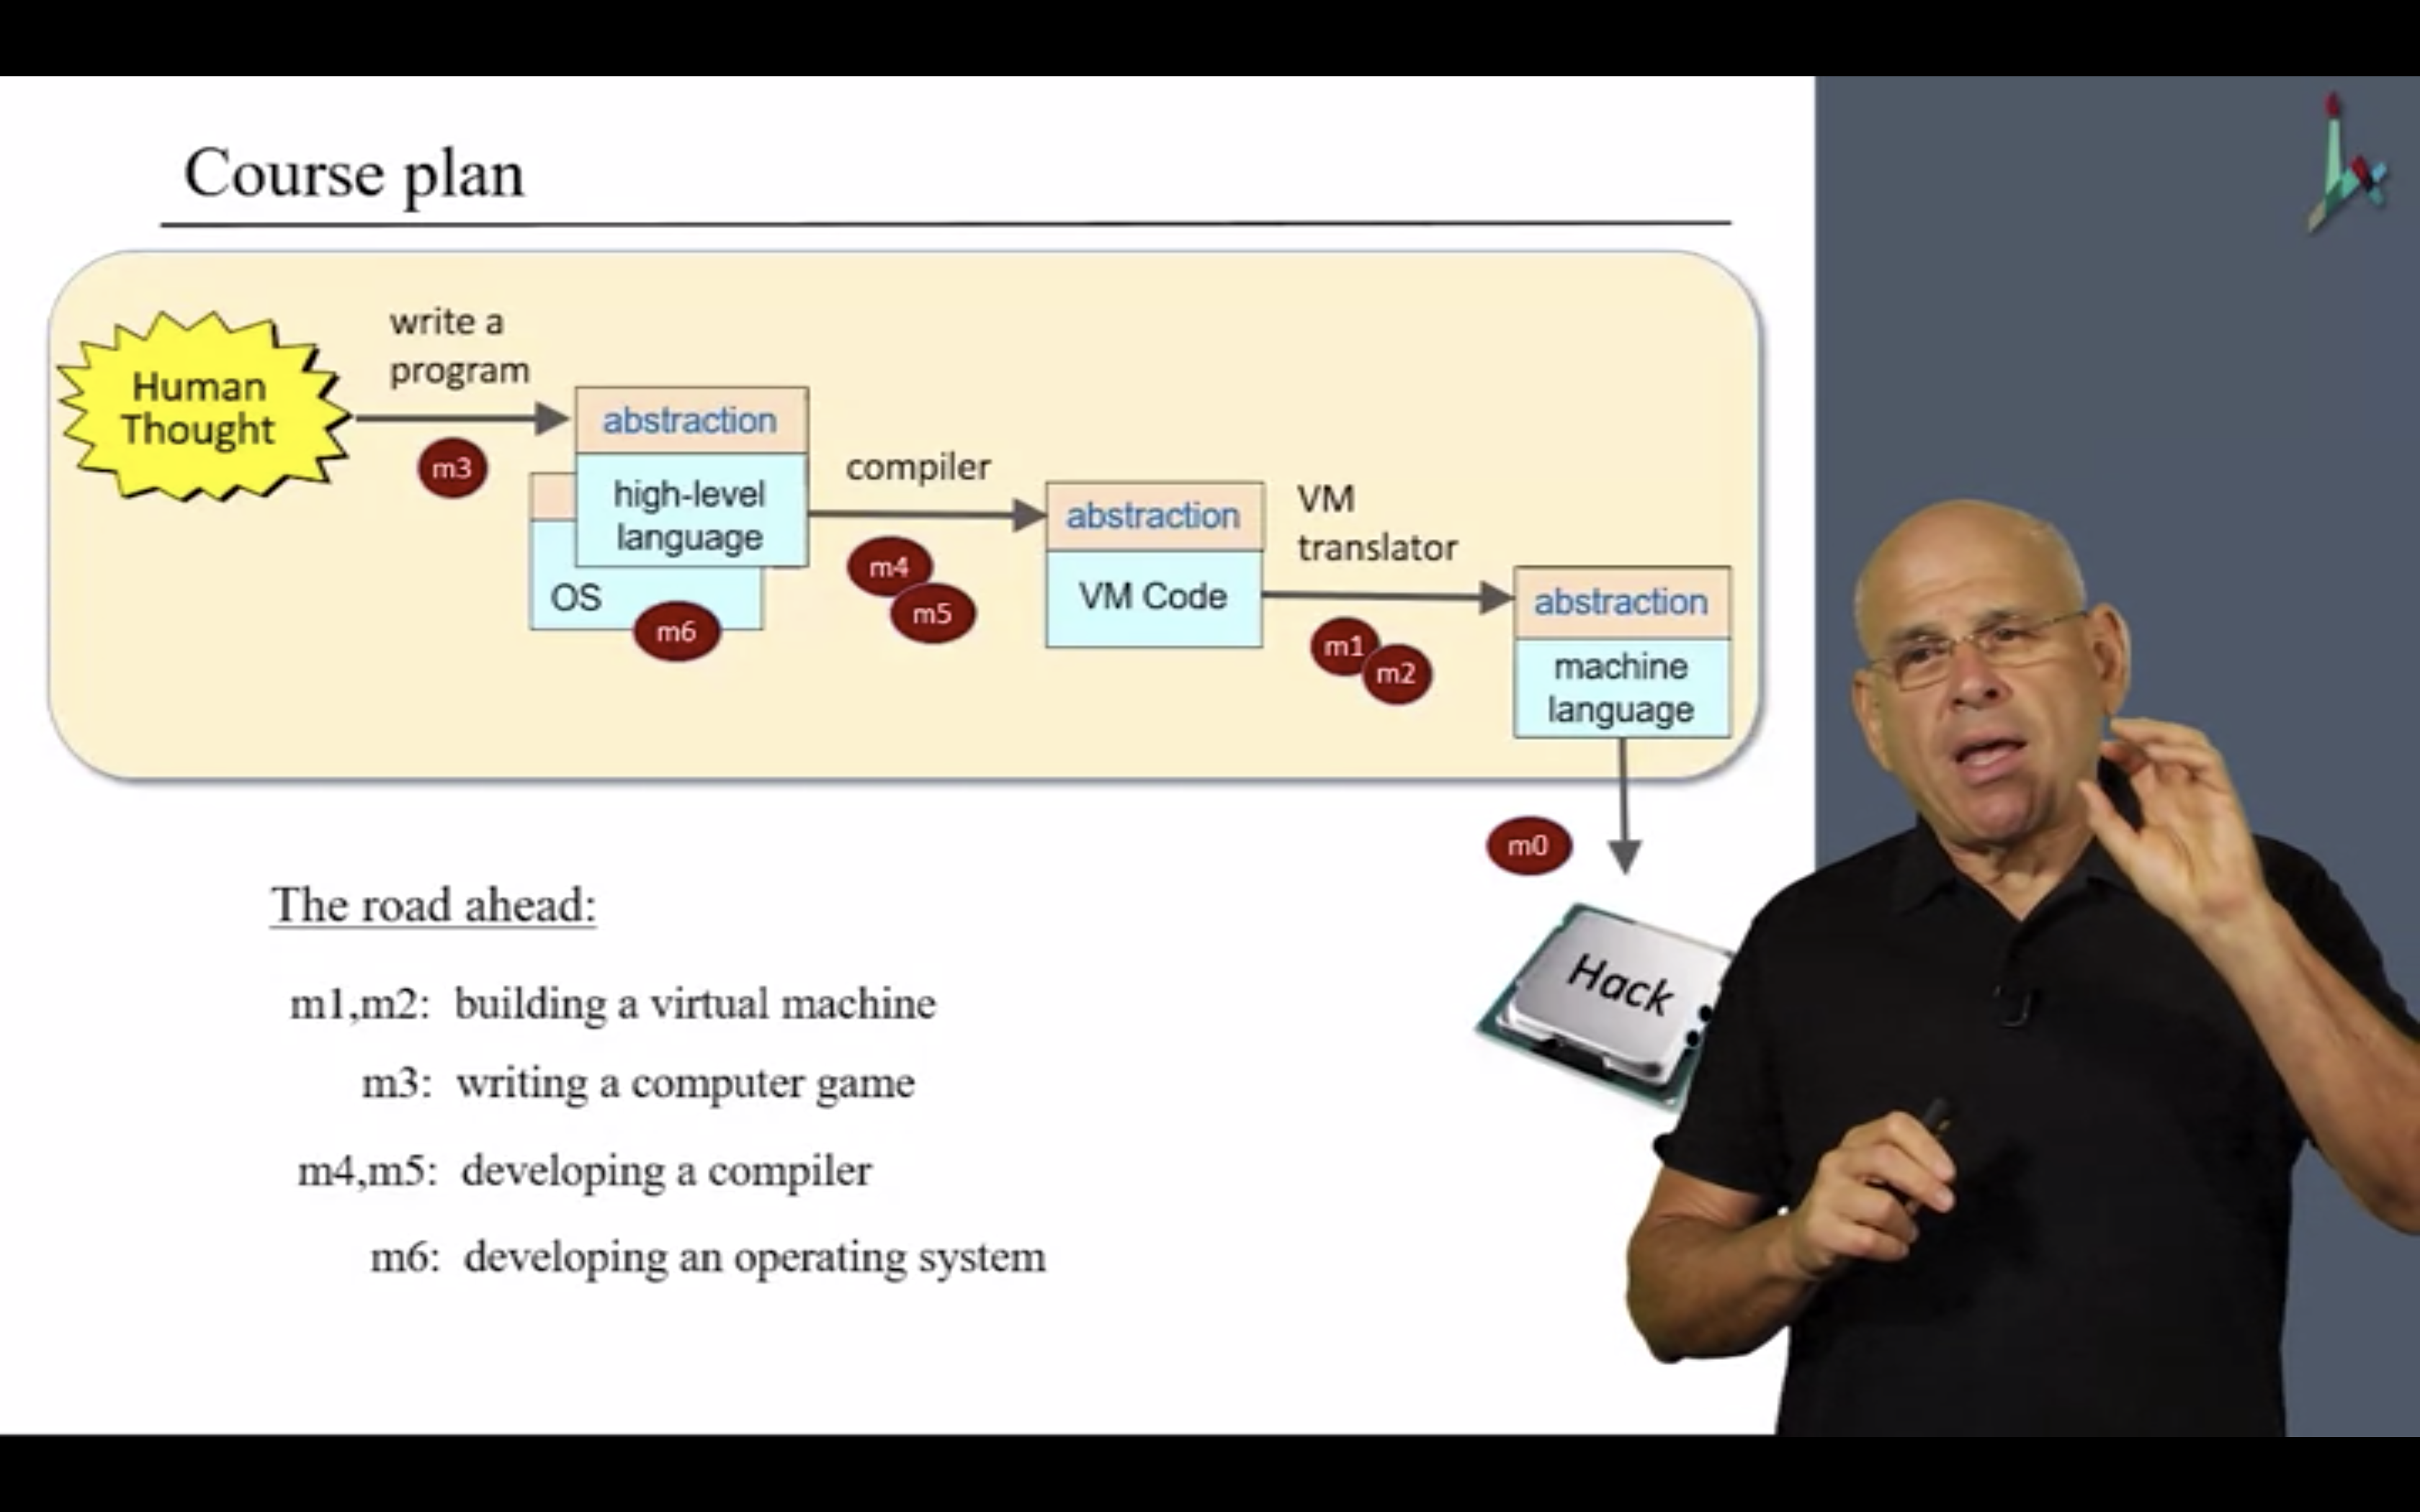 Course plan
Human
Thought
write a
program
m3
abstraction
high-level
language
OS
m6
compiler
m4
m5
abstraction
VM Code
VM
translator
m1
m2
abstraction
machine
language
m0
Hack
The road ahead:
m1,m2: building a virtual machine
m3: writing a computer game
m4,m5: developing a compiler
m6: developing an operating system